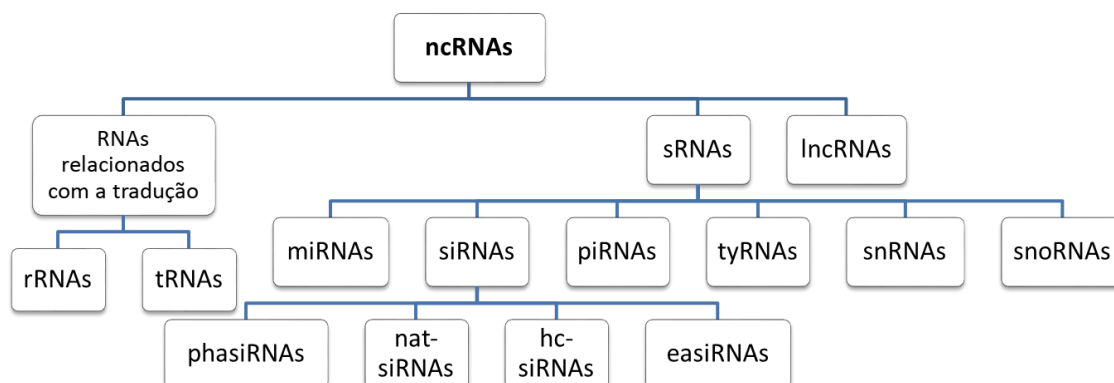 ncRNAs
RNAs
relacionados
com a tradução
sRNAs
lncRNAs
rRNAs
tRNAs
miRNAs
siRNAs
piRNAs
tyRNAs
snRNAs
snoRNAs
phasiRNAs
nat-
siRNAs
hc-
siRNAs
easiRNAs